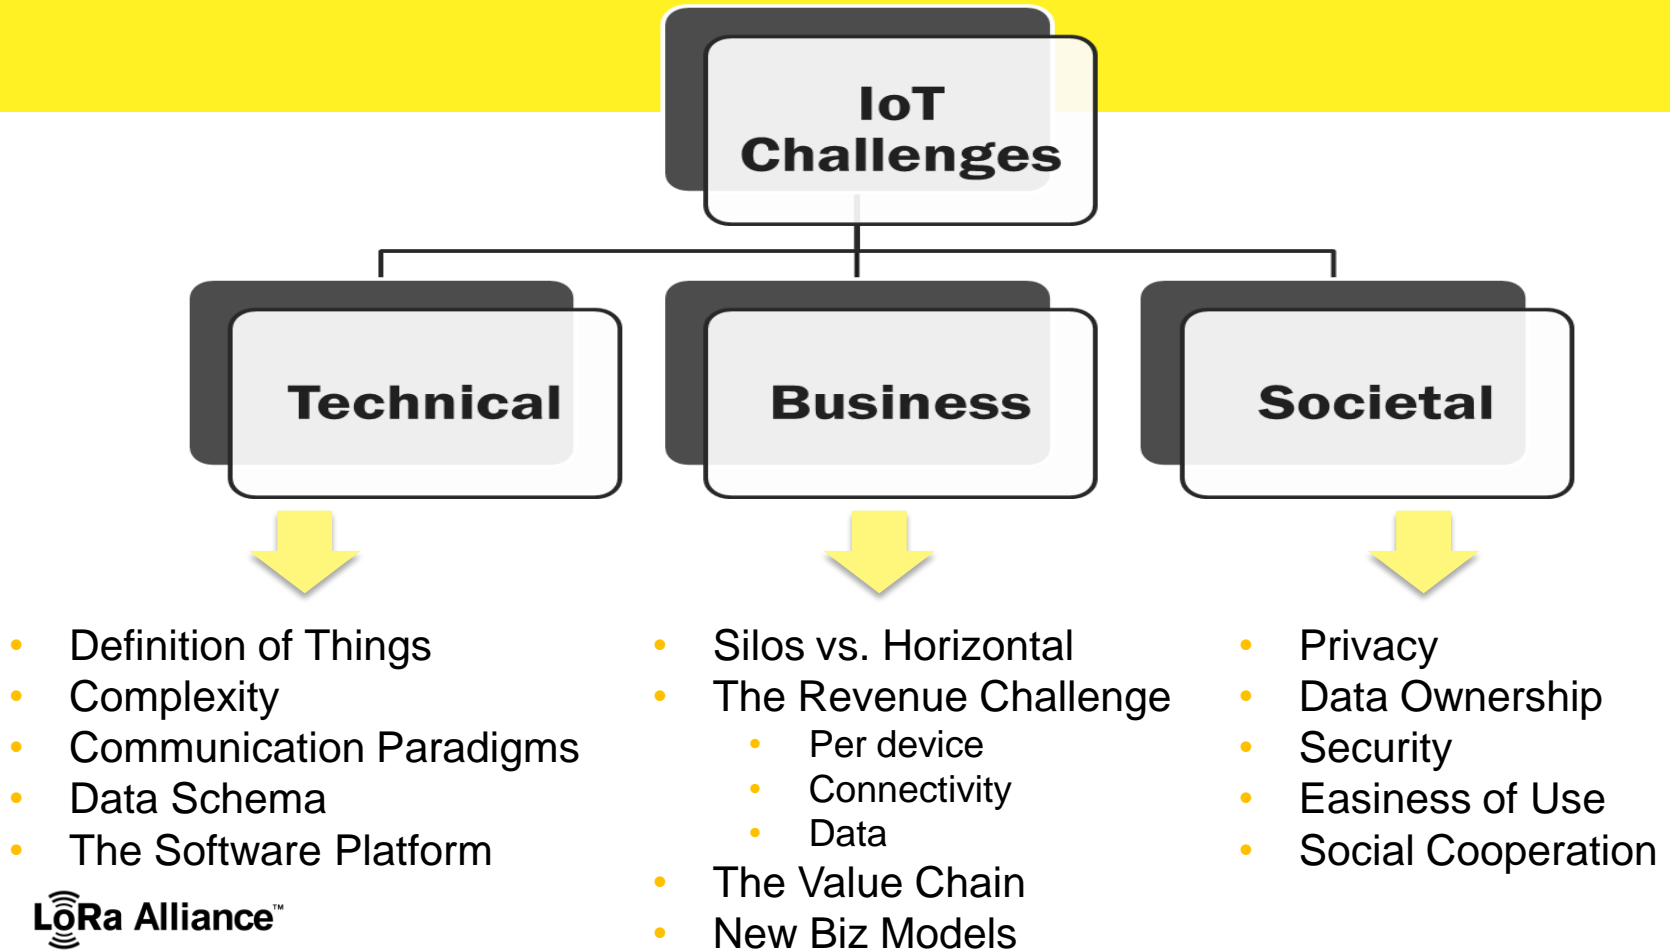 IoT
Challenges
Technical
Business
Societal
• Definition of Things
• Complexity
• Communication Paradigms
• Data Schema
• The Software Platform
• Silos vs. Horizontal
• The Revenue Challenge
• Per device
• Connectivity
• Data
• The Value Chain
• New Biz Models
• Privacy
• Data Ownership
• Security
• Easiness of Use
• Social Cooperation
LoRa Alliance™